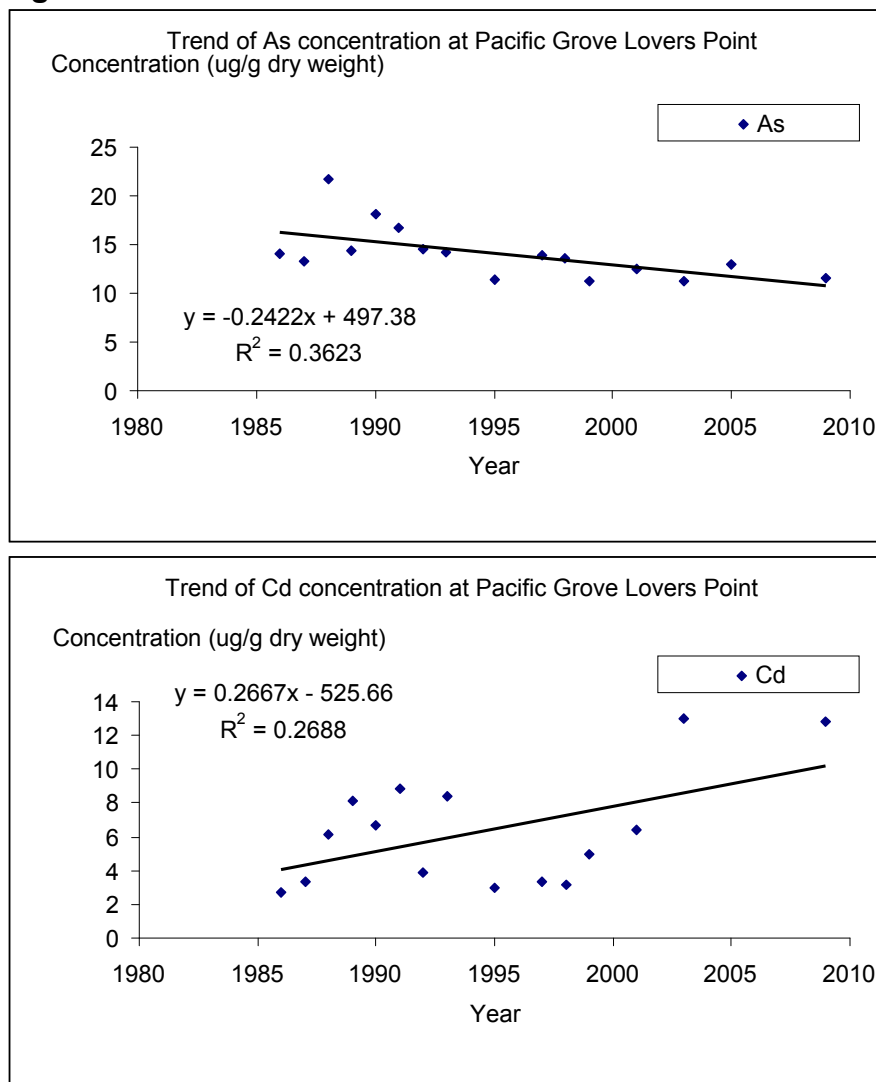 Trend of As concentration at Pacific Grove Lovers Point
Concentration (ug/g dry weight)
As
25
20
15
10
5
0
y = -0.2422x + 497.38
R² = 0.3623
1980 1985 1990 1995 2000 2005 2010
Year
Trend of Cd concentration at Pacific Grove Lovers Point
Concentration (ug/g dry weight)
Cd
y = 0.2667x - 525.66
R² = 0.2688
14
12
10
8
6
4
2
0
1980 1985 1990 1995 2000 2005 2010
Year